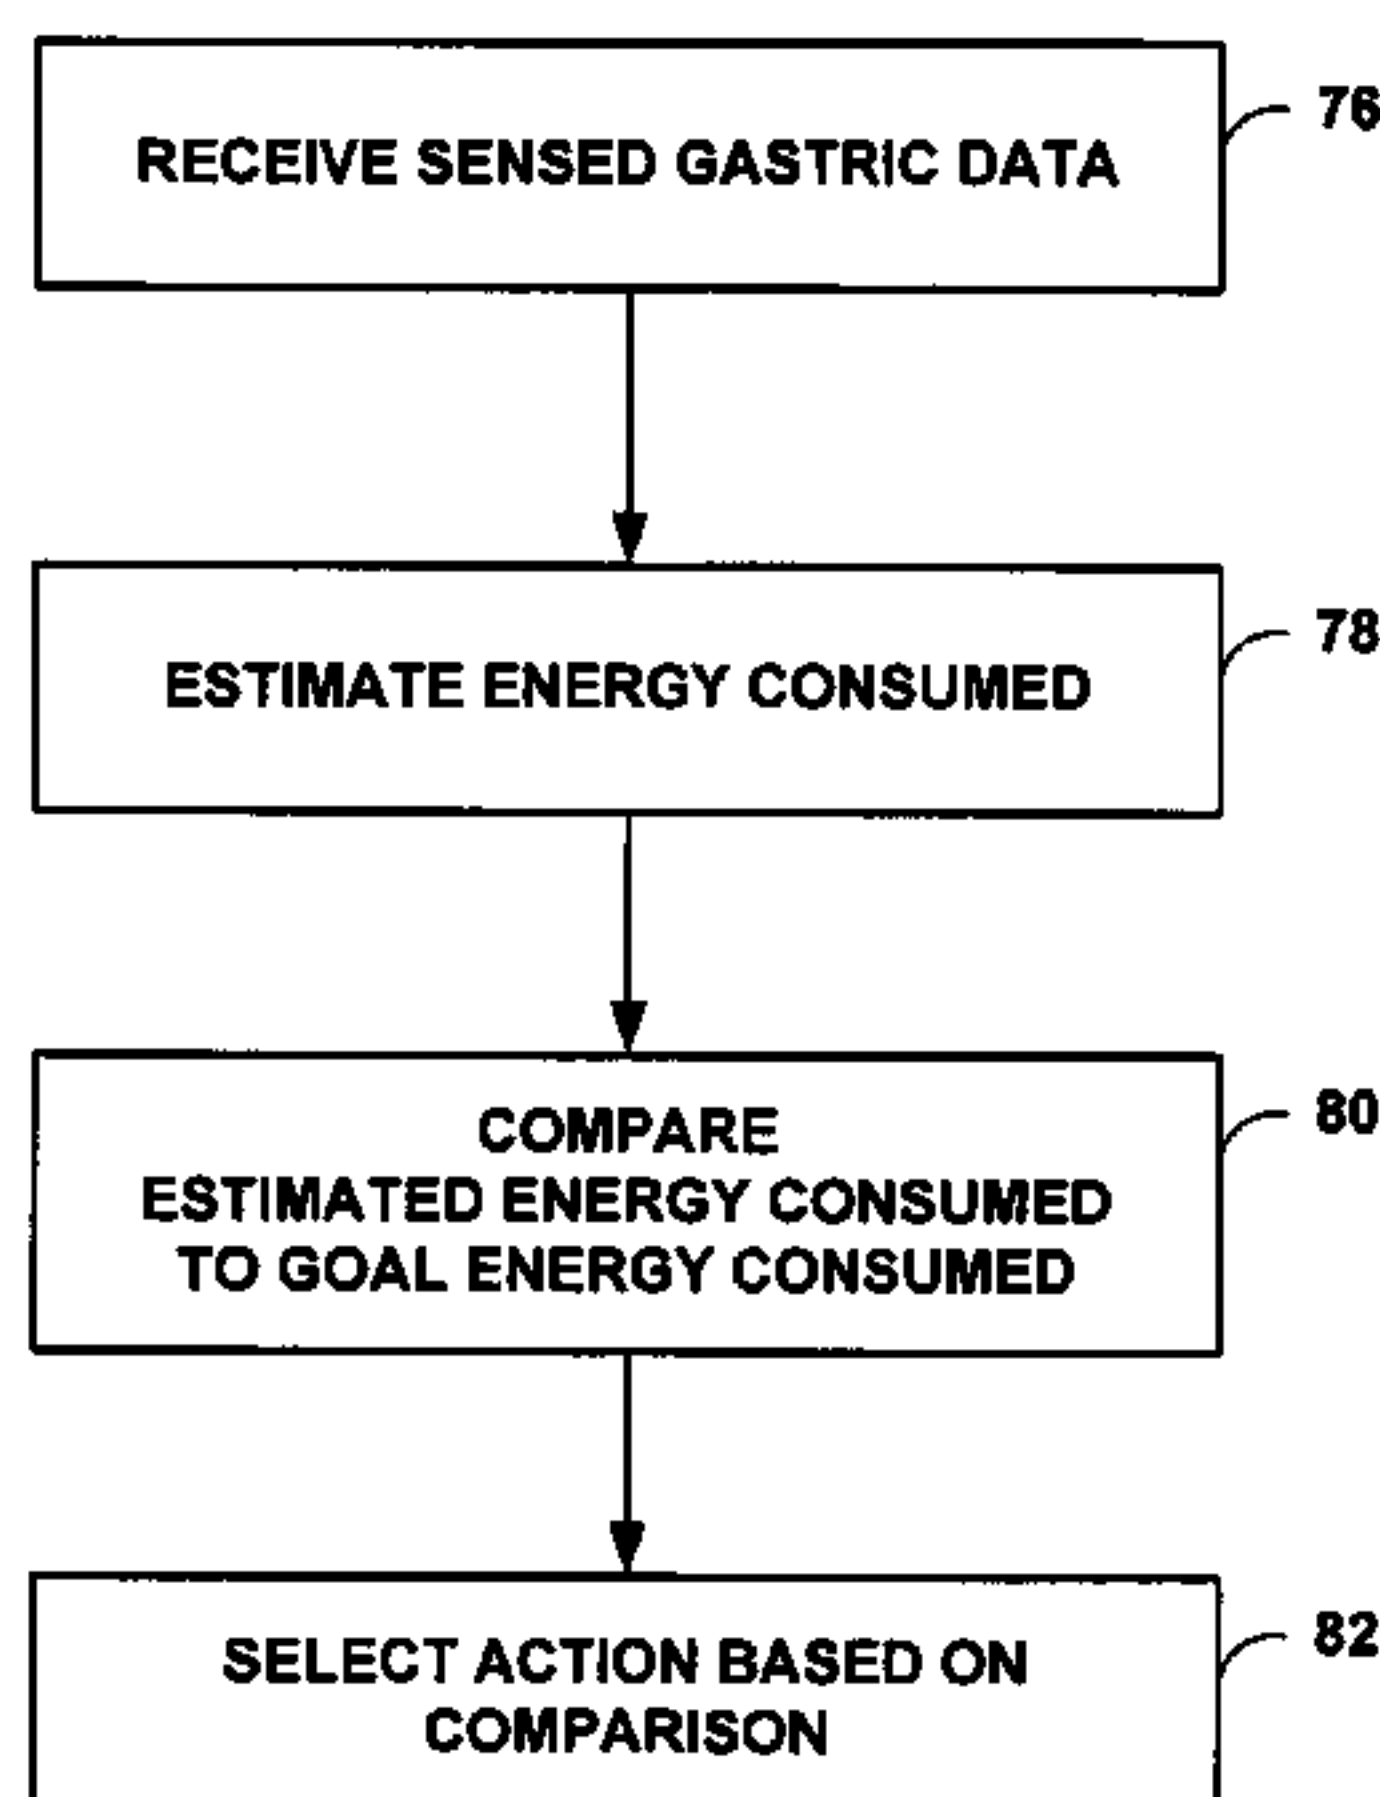 RECEIVE SENSED GASTRIC DATA
76
ESTIMATE ENERGY CONSUMED
78
COMPARE
ESTIMATED ENERGY CONSUMED
TO GOAL ENERGY CONSUMED
80
SELECT ACTION BASED ON
COMPARISON
82